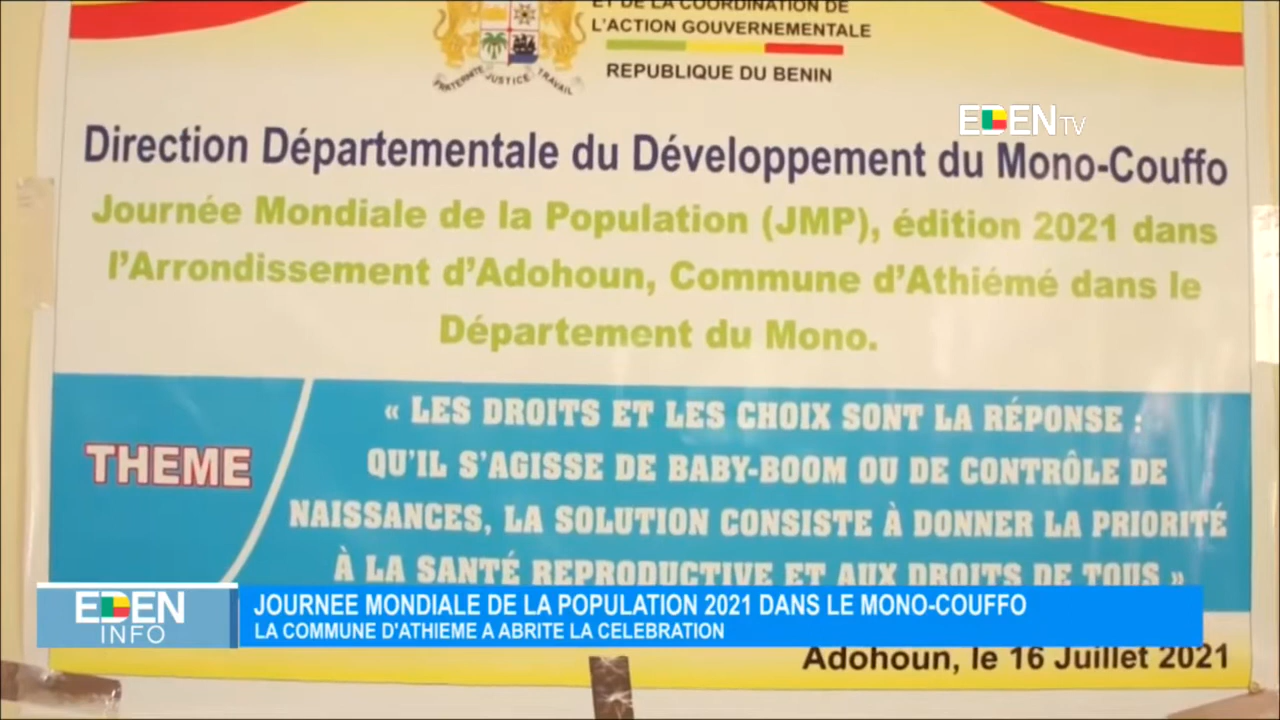 ET DE LA COORDINATION DE
L'ACTION GOUVERNEMENTALE
FRATERNITE JUSTICE TRAVAIL
REPUBLIQUE DU BENIN
EDEN TV
Direction Départementale du Développement du Mono-Couffo
Journée Mondiale de la Population (JMP), édition 2021 dans
l'Arrondissement d'Adohoun, Commune d'Athiémé dans le
Département du Mono.
THEME
« LES DROITS ET LES CHOIX SONT LA RÉPONSE :
QU'IL S'AGISSE DE BABY-BOOM OU DE CONTRÔLE DE
NAISSANCES, LA SOLUTION CONSISTE À DONNER LA PRIORITÉ
À LA SANTÉ REPRODUCTIVE ET AUX DROITS DE TOUS »
EDEN
INFO
JOURNEE MONDIALE DE LA POPULATION 2021 DANS LE MONO-COUFFO
LA COMMUNE D'ATHIEME A ABRITE LA CELEBRATION
Adohoun, le 16 Juillet 2021